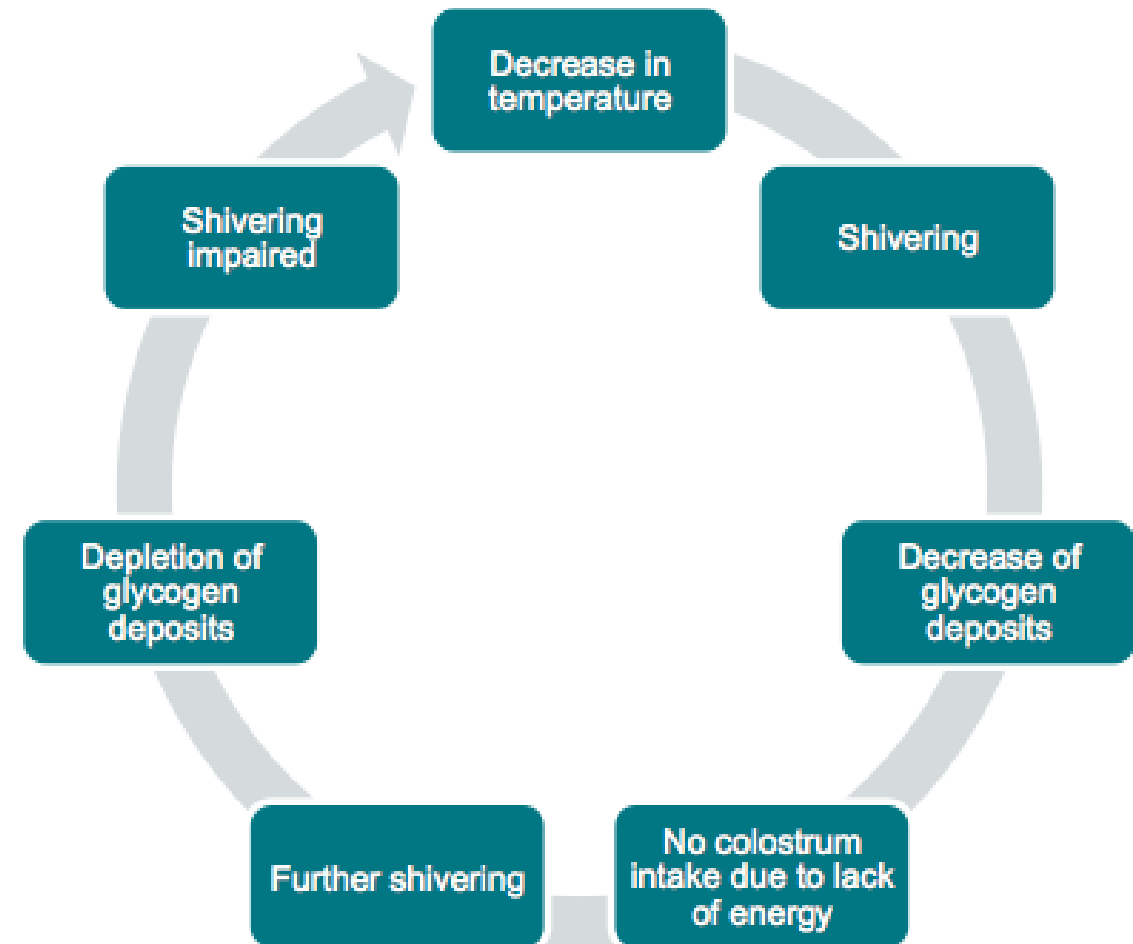 Decrease in
temperature
Shivering
Decrease of
glycogen
deposits
No colostrum
intake due to lack
of energy
Further shivering
Depletion of
glycogen
deposits
Shivering
impaired